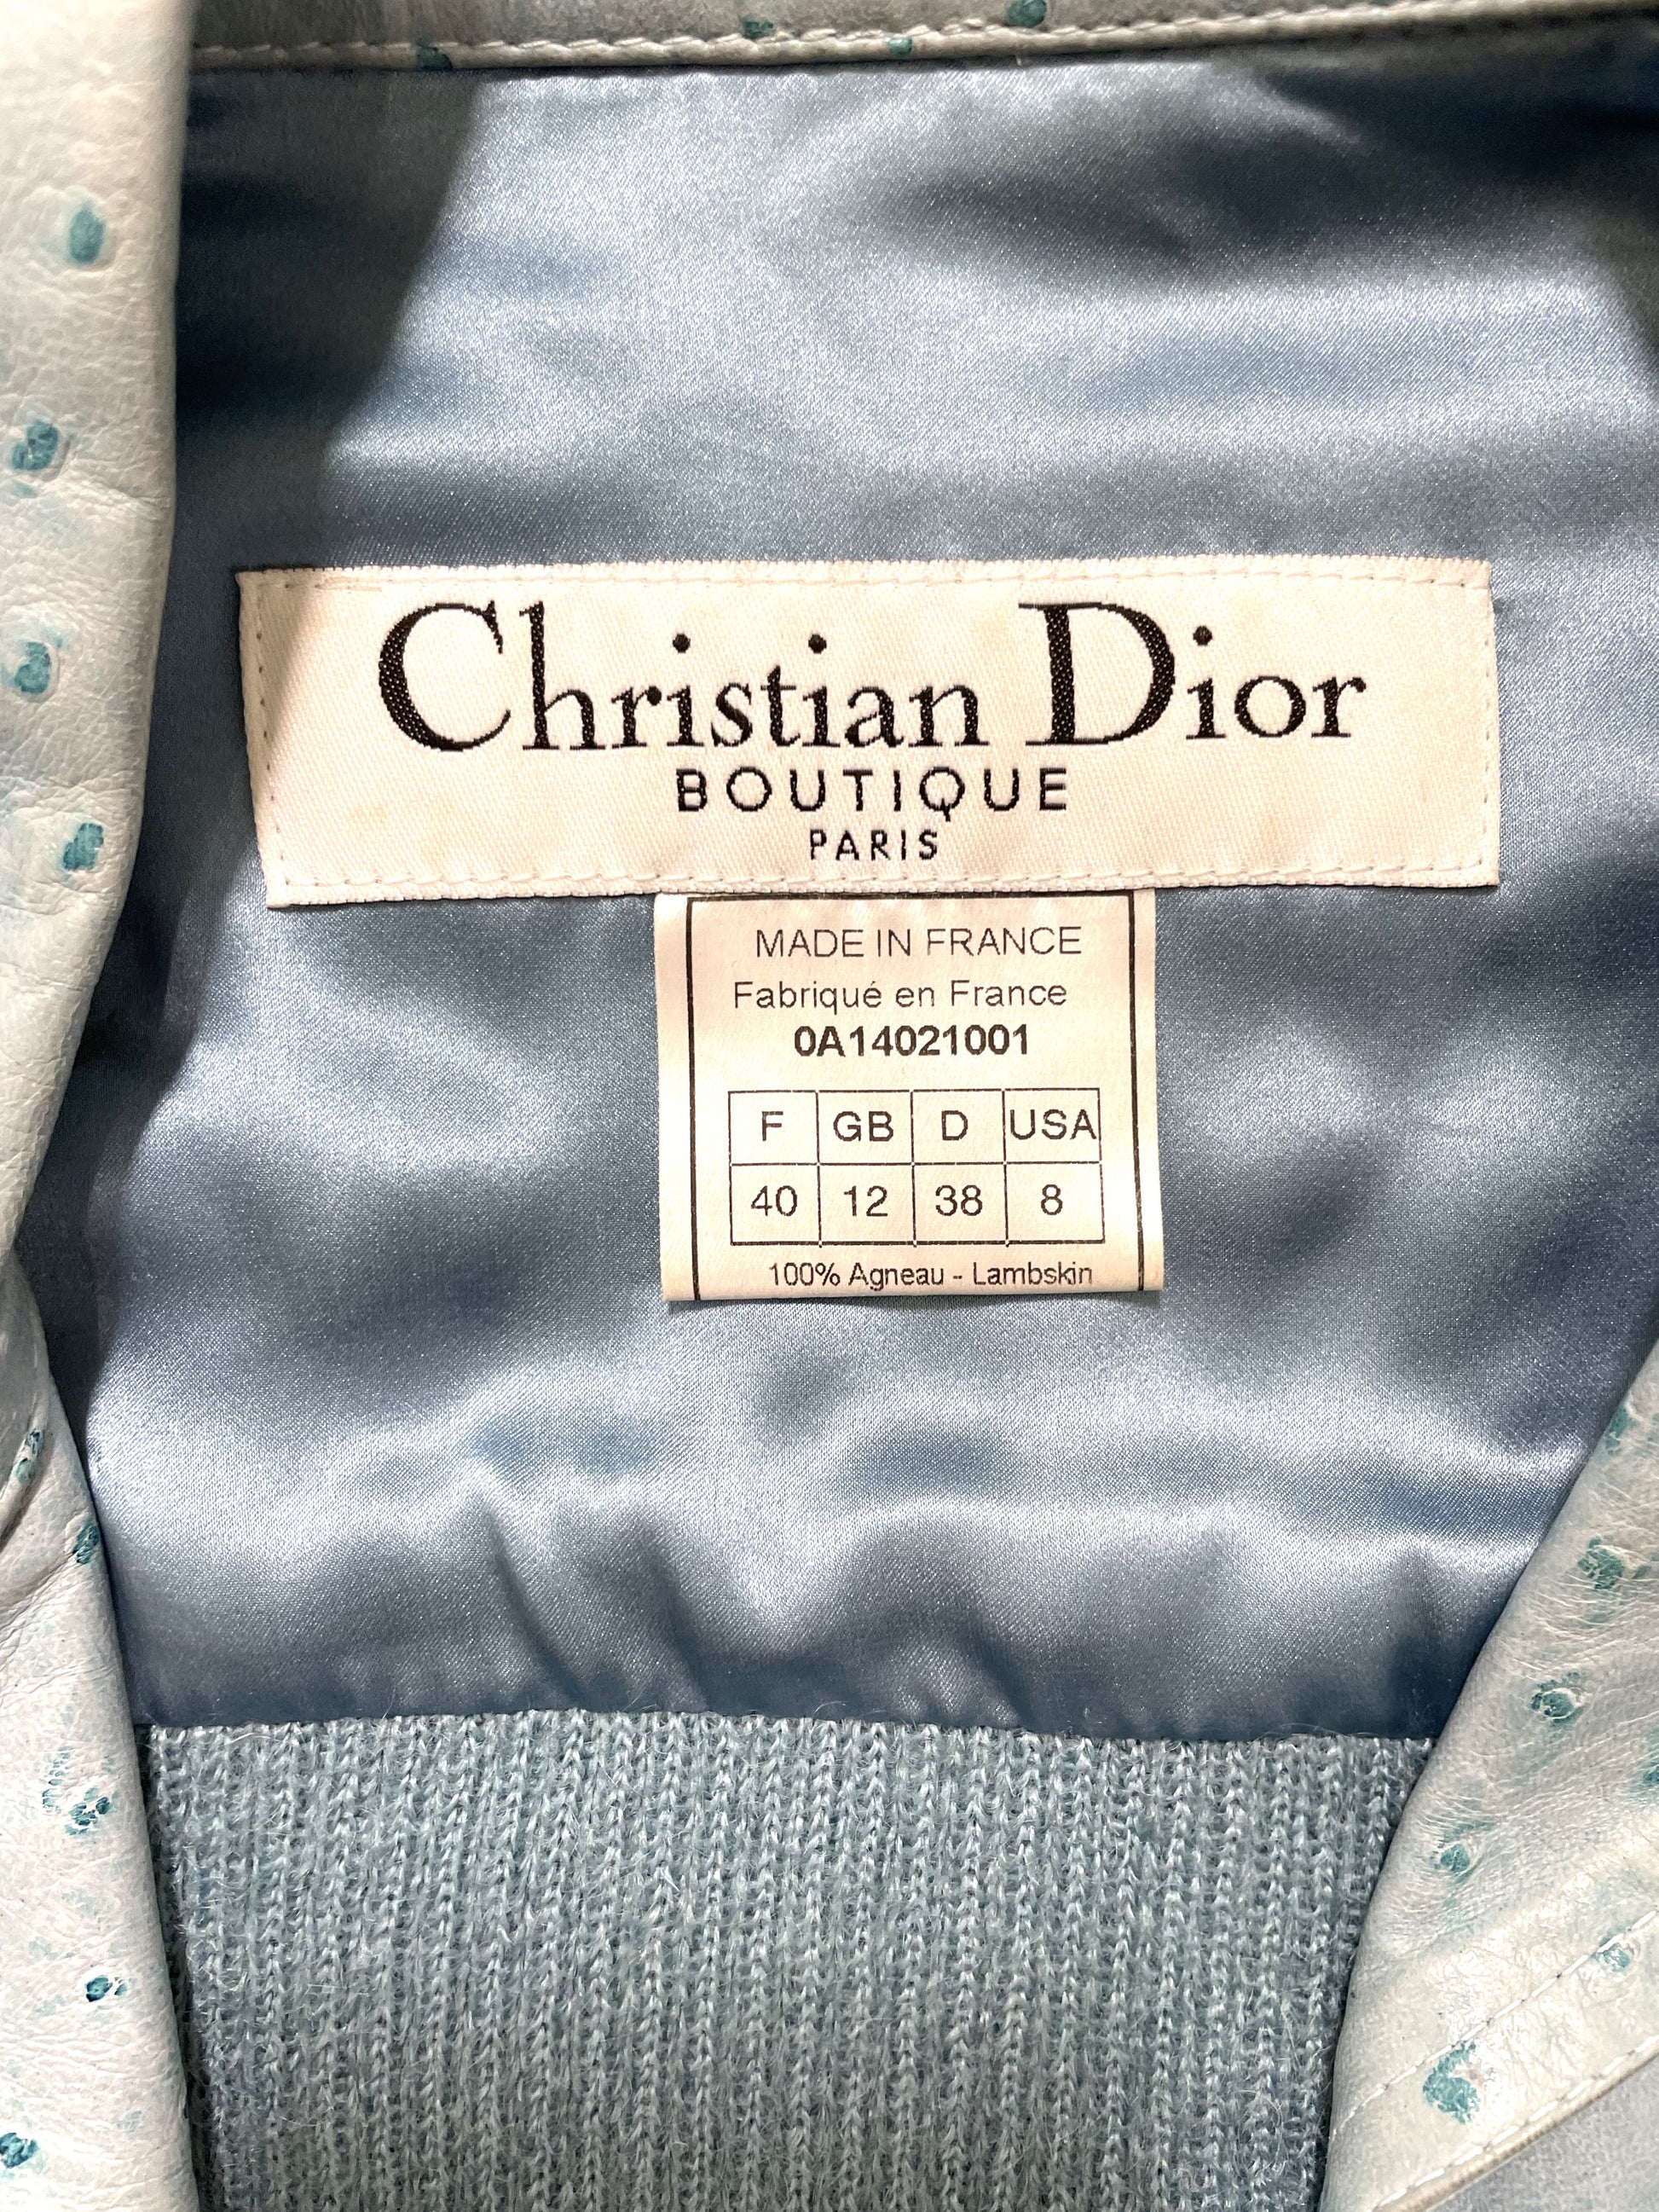 Christian Dior
BOUTIQUE
PARIS
MADE IN FRANCE
Fabriqué en France
0A14021001
F GB D USA
40 12 38 8
100% Agneau - Lambskin